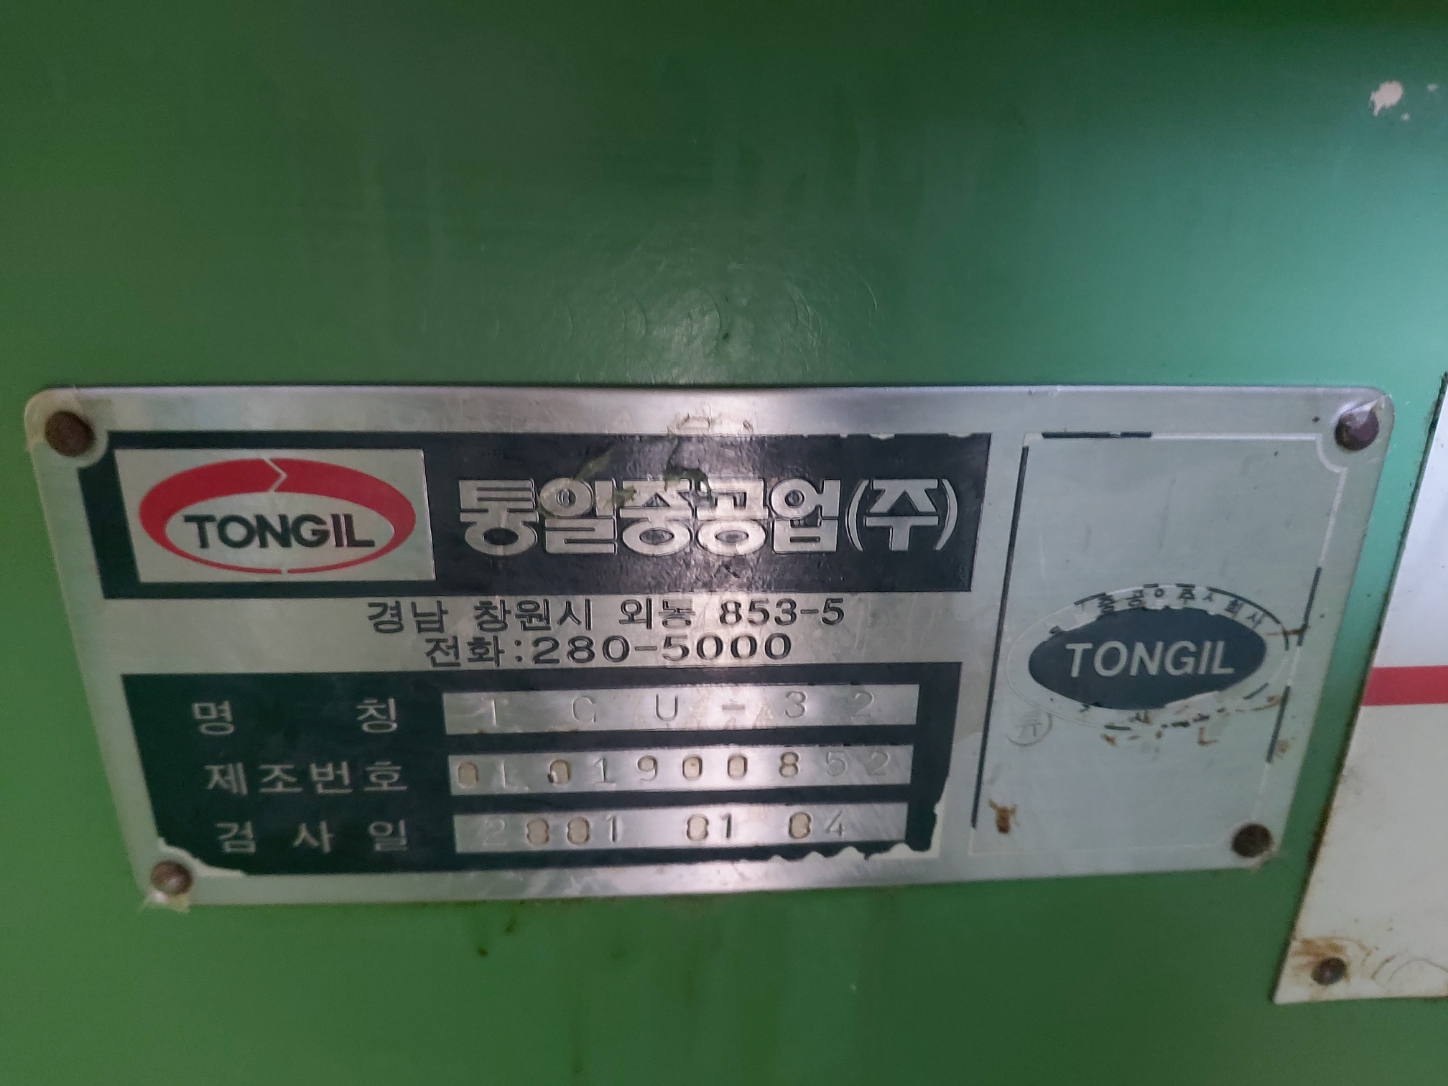 TONGIL
통일중공업(주)
경남 창원시 외동 853-5
전화:280-5000
명 칭 TCU-32
제조번호 0101900852
검사일 2001 01 04
TONGIL